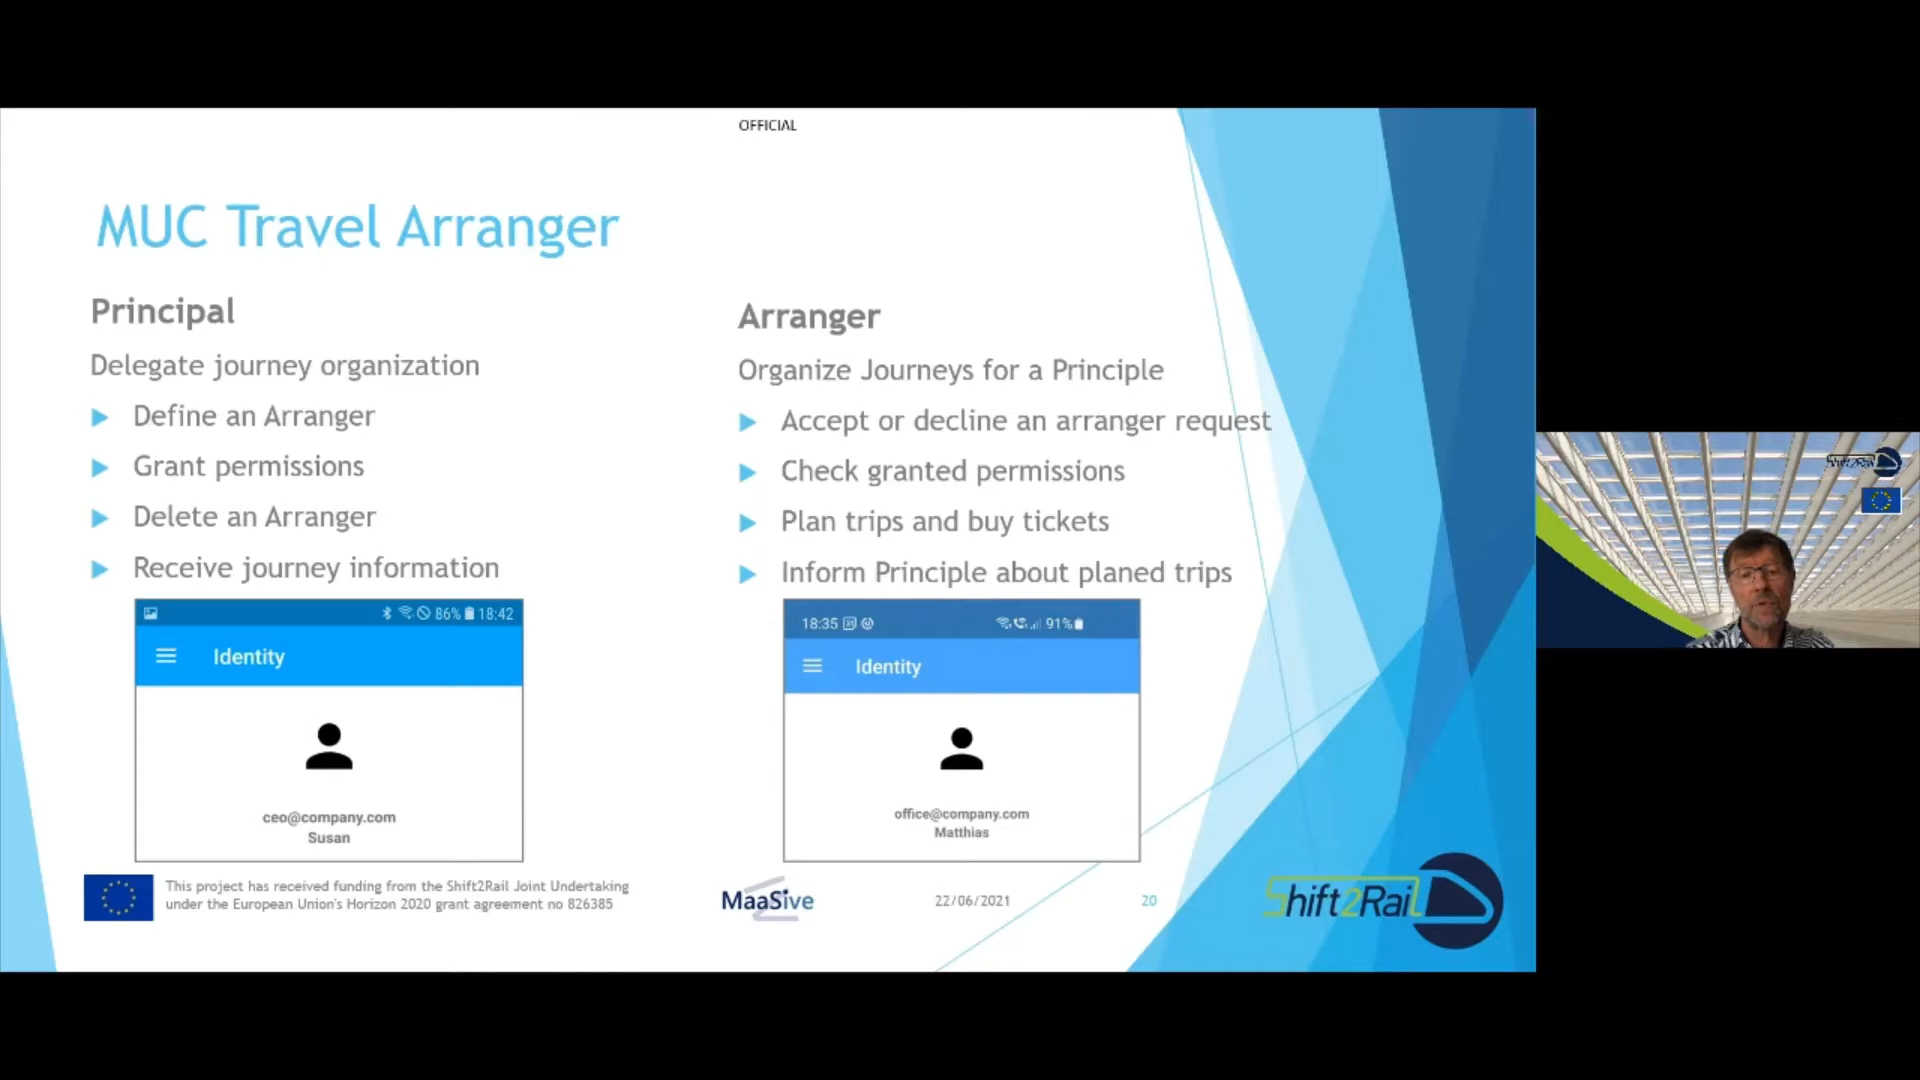 OFFICIAL
MUC Travel Arranger
Principal
Delegate journey organization
Define an Arranger
Grant permissions
Delete an Arranger
Receive journey information
86% 18:42
Identity
ceo@company.com
Susan
Arranger
Organize Journeys for a Principle
Accept or decline an arranger request
Check granted permissions
Plan trips and buy tickets
Inform Principle about planed trips
18:35 91%
Identity
office@company.com
Matthias
This project has received funding from the Shift2Rail Joint Undertaking
under the European Union's Horizon 2020 grant agreement no 826385
MaaSive
22/06/2021
20
Shift2Rail
Shift2Rail